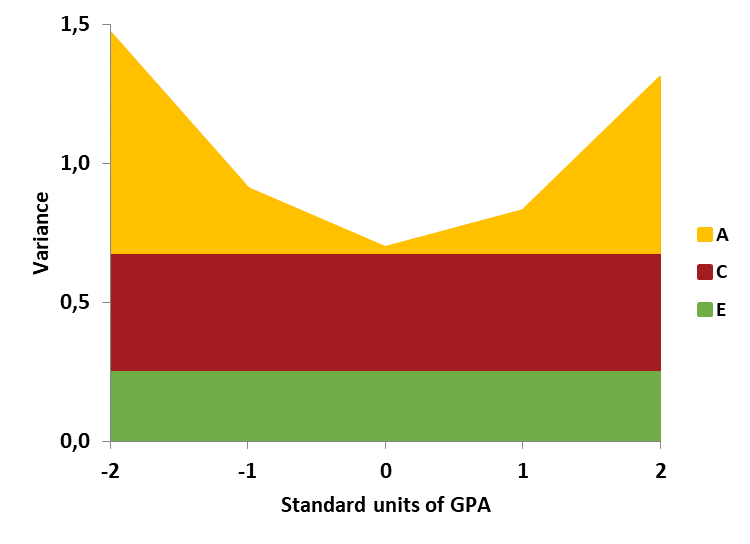 1,5
1,0
0,5
0,0
Variance
-2 -1 0 1 2
Standard units of GPA
A
C
E